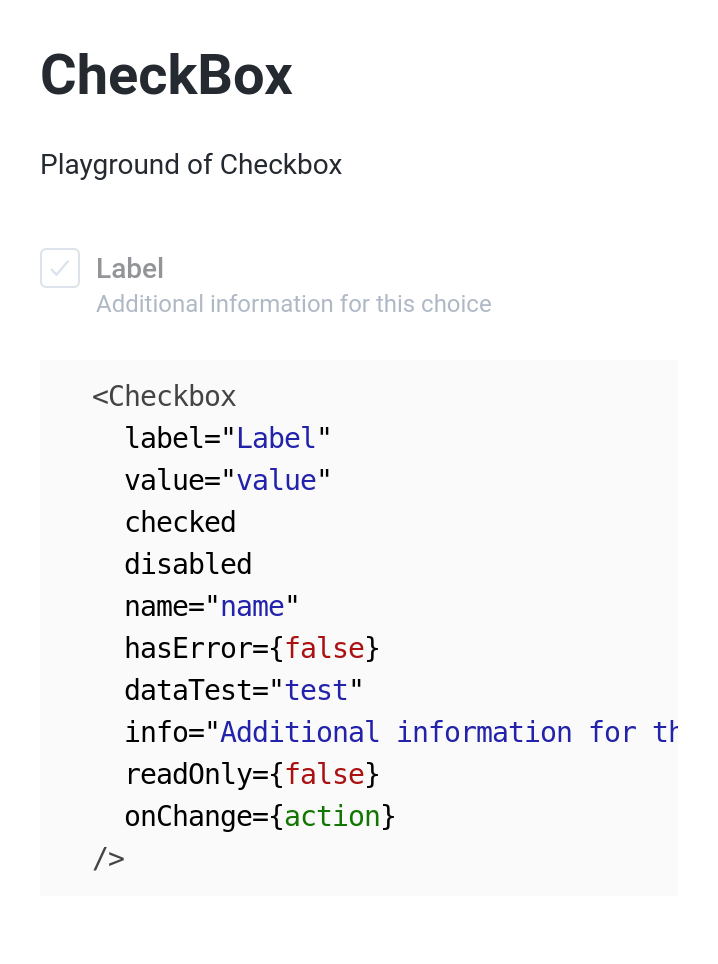 CheckBox
Playground of Checkbox
Label
Additional information for this choice
<Checkbox
label="Label"
value="value"
checked
disabled
name="name"
hasError={false}
dataTest="test"
info="Additional information for th
readOnly={false}
onChange={action}
/>